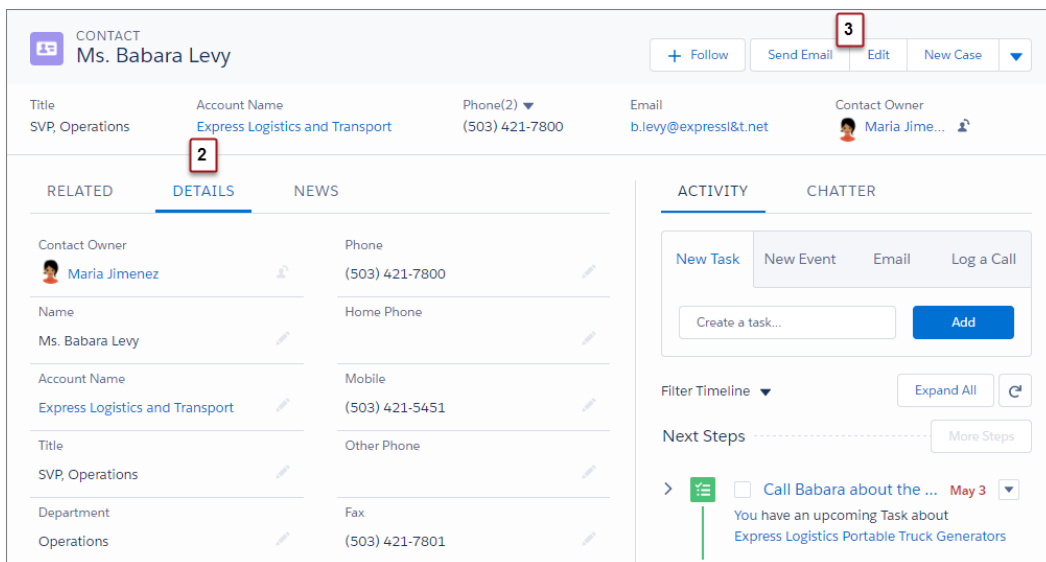 CONTACT
Ms. Babara Levy
3
+ Follow
Send Email
Edit
New Case
Title
Account Name
Phone(2)
Email
Contact Owner
SVP, Operations
Express Logistics and Transport
(503) 421-7800
b.levy@expressl&t.net
Maria Jime...
2
RELATED
DETAILS
NEWS
Contact Owner
Maria Jimenez
Phone
(503) 421-7800
Name
Ms. Babara Levy
Home Phone
Account Name
Express Logistics and Transport
Mobile
(503) 421-5451
Title
SVP, Operations
Other Phone
Department
Operations
Fax
(503) 421-7801
ACTIVITY
CHATTER
New Task
New Event
Email
Log a Call
Create a task...
Add
Filter Timeline
Expand All
Next Steps
More Steps
Call Babara about the ...
May 3
You have an upcoming Task about
Express Logistics Portable Truck Generators